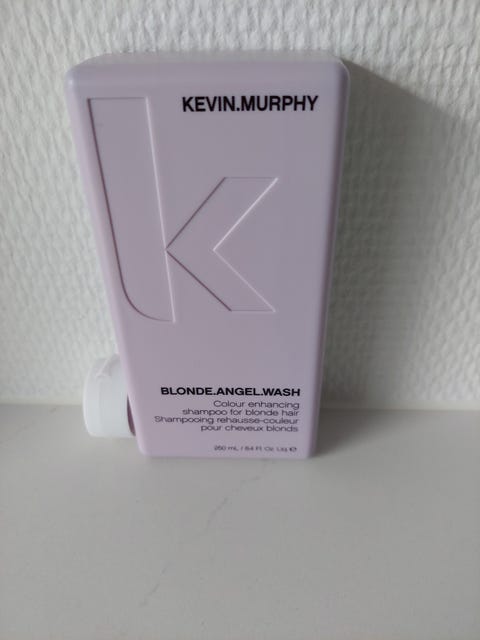 KEVIN.MURPHY
k
BLONDE.ANGEL.WASH
Colour enhancing
shampoo for blonde hair
Shampooing rehausse-couleur
pour cheveux blonds
250 mL / 8.4 Fl. Oz. Liq. ℮